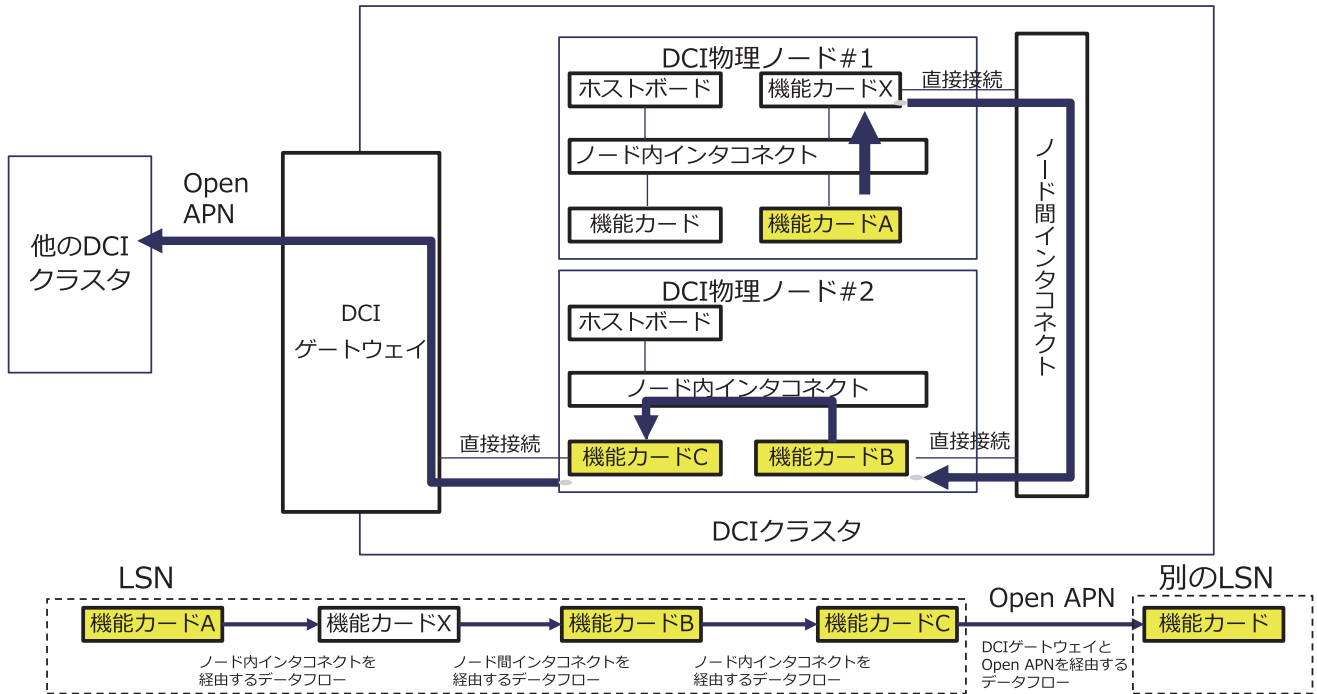 DCI物理ノード#1
ホストボード
機能カードX
直接接続
ノード内インタコネクト
機能カード
機能カードA
ノード間インタコネクト
Open
APN
他のDCI
クラスタ
DCI
ゲートウェイ
DCI物理ノード#2
ホストボード
ノード内インタコネクト
直接接続
機能カードC
機能カードB
直接接続
DCIクラスタ
LSN
機能カードA
機能カードX
機能カードB
機能カードC
ノード内インタコネクトを
経由するデータフロー
ノード間インタコネクトを
経由するデータフロー
ノード内インタコネクトを
経由するデータフロー
Open APN
DCIゲートウェイと
Open APNを経由する
データフロー
別のLSN
機能カード